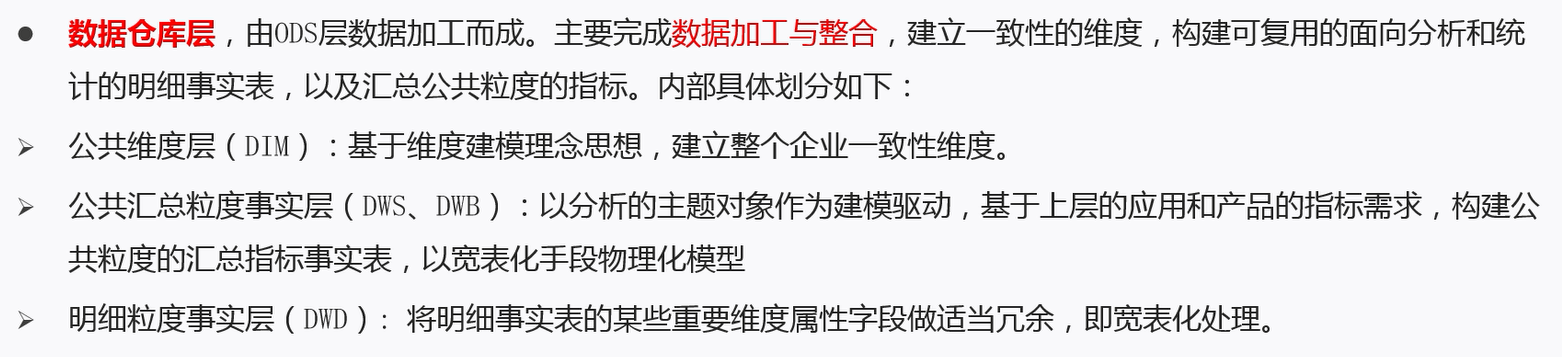 ● 数据仓库层，由ODS层数据加工而成。主要完成数据加工与整合，建立一致性的维度，构建可复用的面向分析和统
计的明细事实表，以及汇总公共粒度的指标。内部具体划分如下：
➢ 公共维度层（DIM）：基于维度建模理念思想，建立整个企业一致性维度。
➢ 公共汇总粒度事实层（DWS、DWB）：以分析的主题对象作为建模驱动，基于上层的应用和产品的指标需求，构建公
共粒度的汇总指标事实表，以宽表化手段物理化模型
➢ 明细粒度事实层（DWD）: 将明细事实表的某些重要维度属性字段做适当冗余，即宽表化处理。